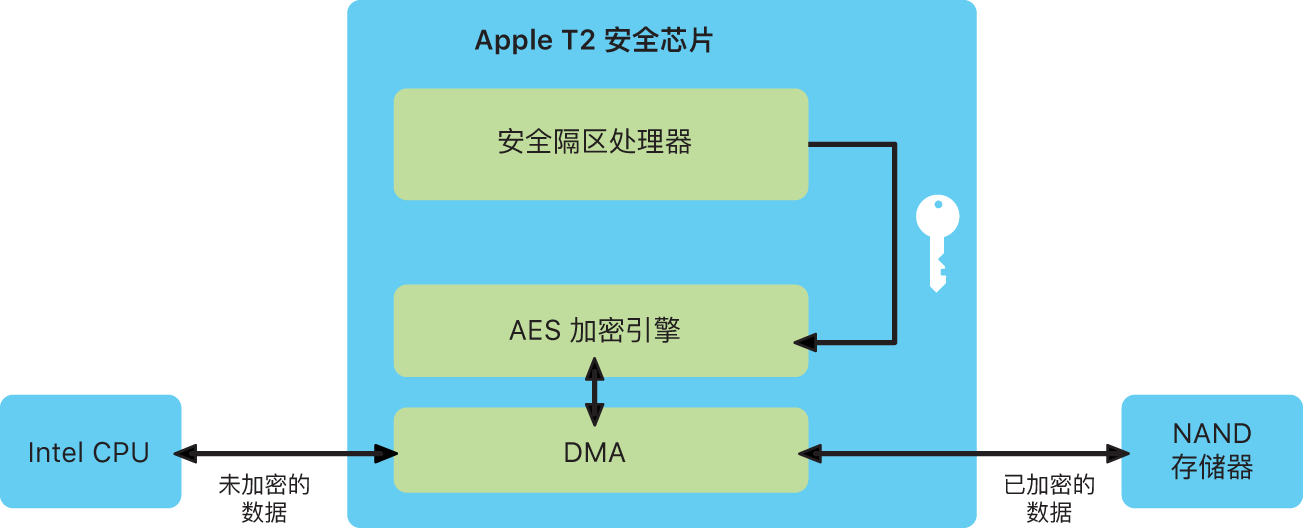 Apple T2 安全芯片
安全隔区处理器
AES 加密引擎
Intel CPU
DMA
NAND
存储器
未加密的
数据
已加密的
数据